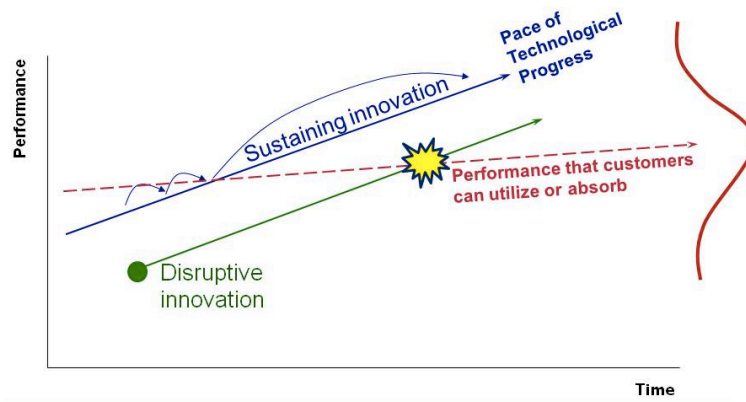 Pace of
Technological
Progress
Performance
Sustaining innovation
Performance that customers
can utilize or absorb
Disruptive
innovation
Time